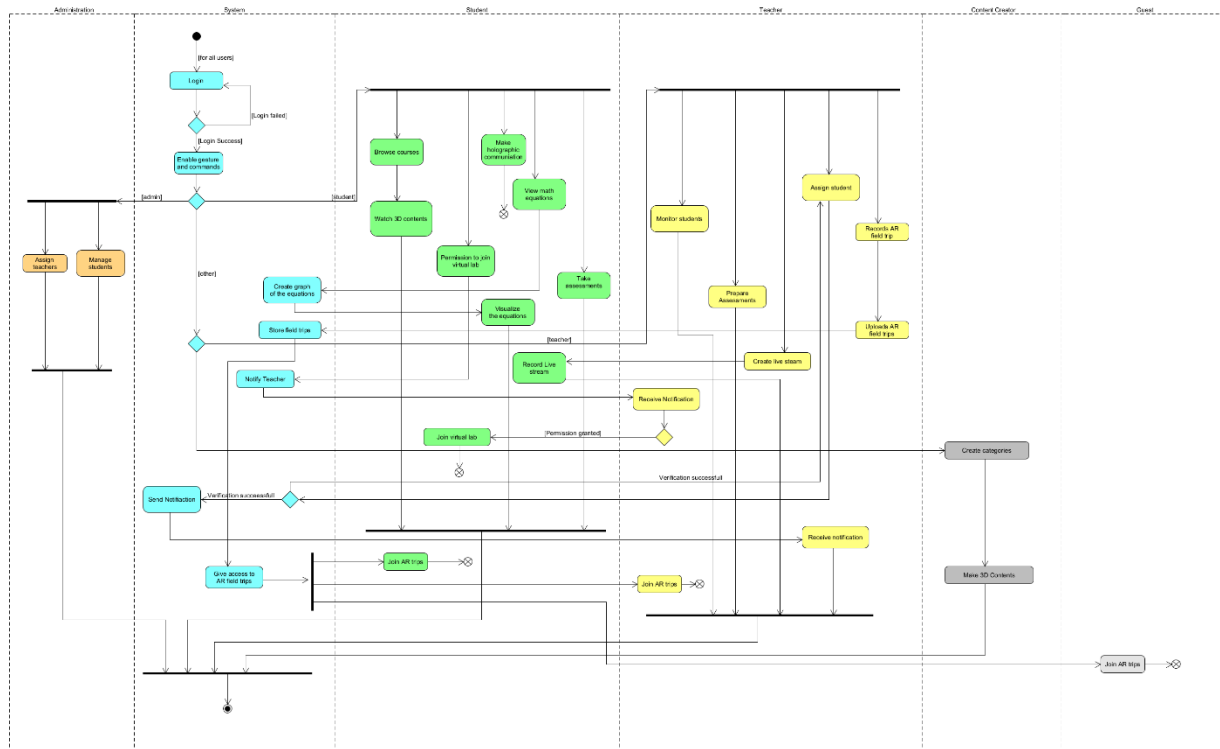 Administration
System
Student
Teacher
Content Creator
Guest
[for all users]
Login
[Login failed]
[Login Success]
Enable gesture
and commands
[admin]
[student]
[other]
Assign
teachers
Manage
students
Browse courses
Make
holographic
communiation
View math
equations
Watch 3D contents
Permission to join
virtual lab
Take
assessments
Create graph
of the equations
Visualize
the equations
Store field trips
Assign student
Monitor students
Records AR
field trip
Prepare
Assessments
Uploads AR
field trips
[teacher]
Create live steam
Record Live
stream
Notify Teacher
Receive Notification
[Permission granted]
Join virtual lab
Create categories
Verification successfull
Verification successfull
Send Notifiaction
Receive notification
Give access to
AR field trips
Join AR trips
Join AR trips
Make 3D Contents
Join AR trips